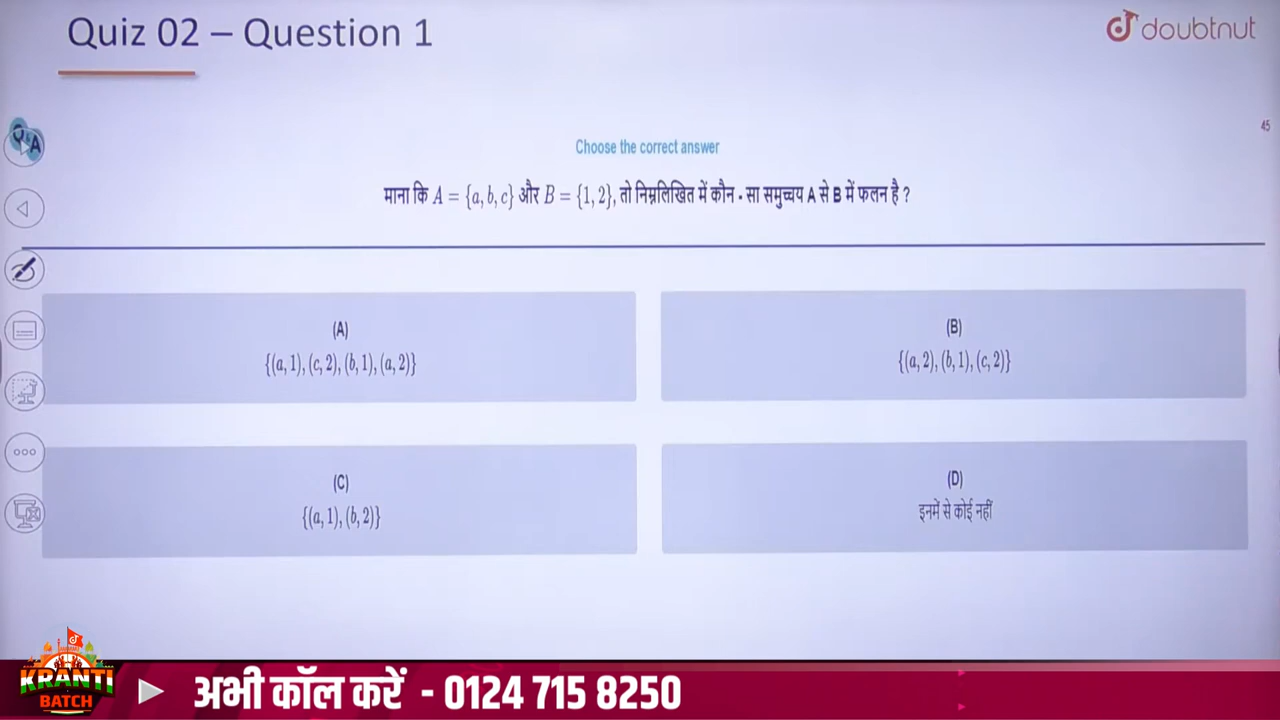 Quiz 02 – Question 1
doubtnut
45
Q&A
Choose the correct answer
माना कि A = {a, b, c} और B = {1, 2}, तो निम्नलिखित में कौन - सा समुच्चय A से B में फलन है ?
(A)
{(a, 1), (c, 2), (b, 1), (a, 2)}
(B)
{(a, 2), (b, 1), (c, 2)}
(C)
{(a, 1), (b, 2)}
(D)
इनमें से कोई नहीं
KRANTI
BATCH
अभी कॉल करें - 0124 715 8250